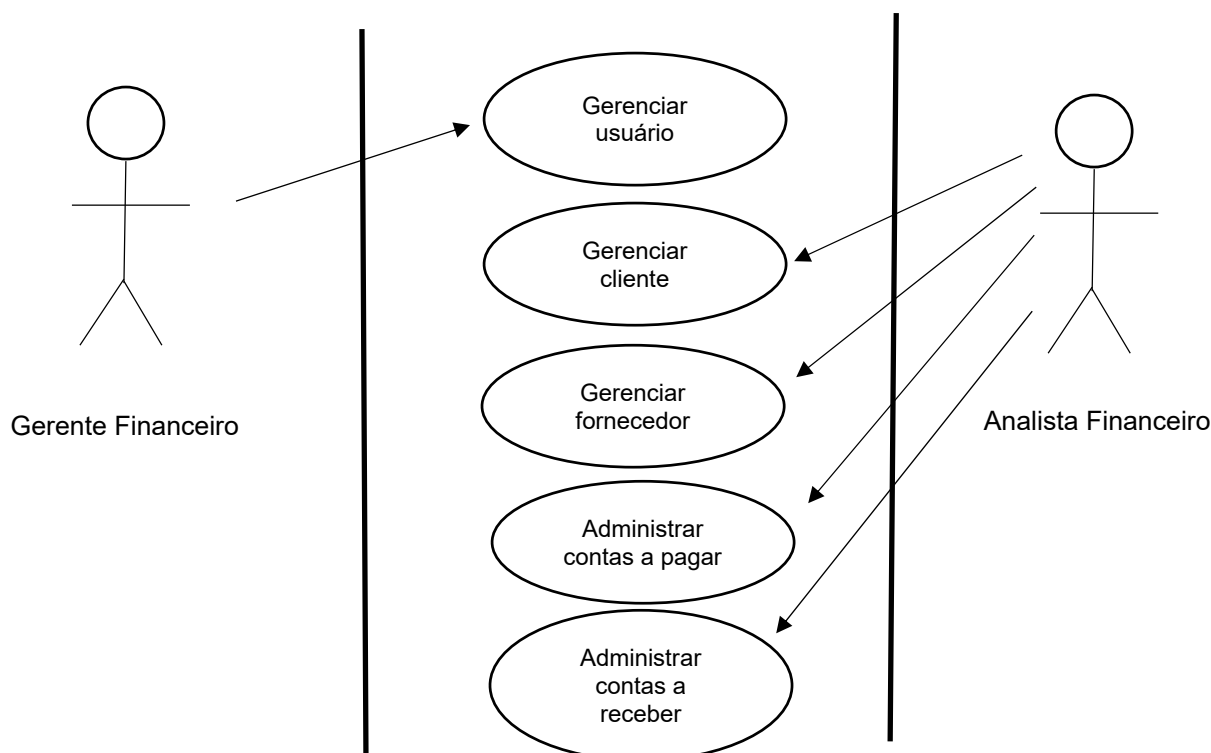 Gerenciar
usuário
Gerenciar
cliente
Gerenciar
fornecedor
Gerente Financeiro
Analista Financeiro
Administrar
contas a pagar
Administrar
contas a
receber